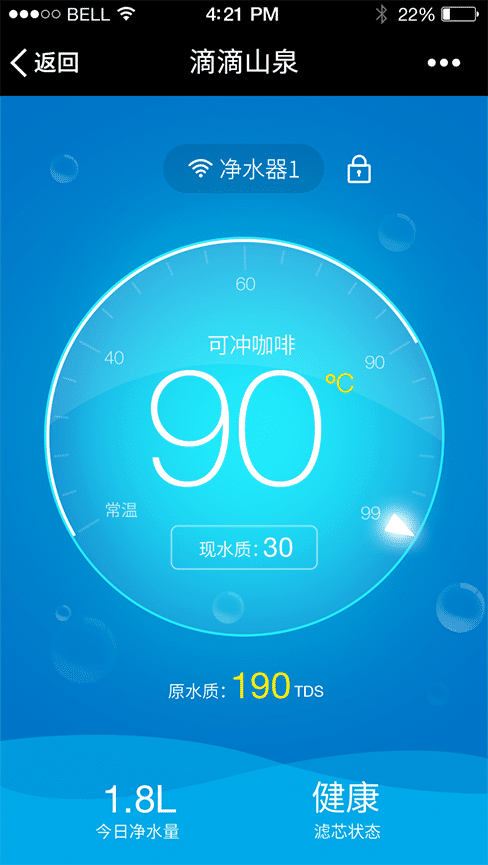 BELL 4:21 PM 22%
返回 滴滴山泉
净水器1
60
可冲咖啡
40 90
90°C
常温 99
现水质：30
原水质：190 TDS
1.8L 健康
今日净水量 滤芯状态